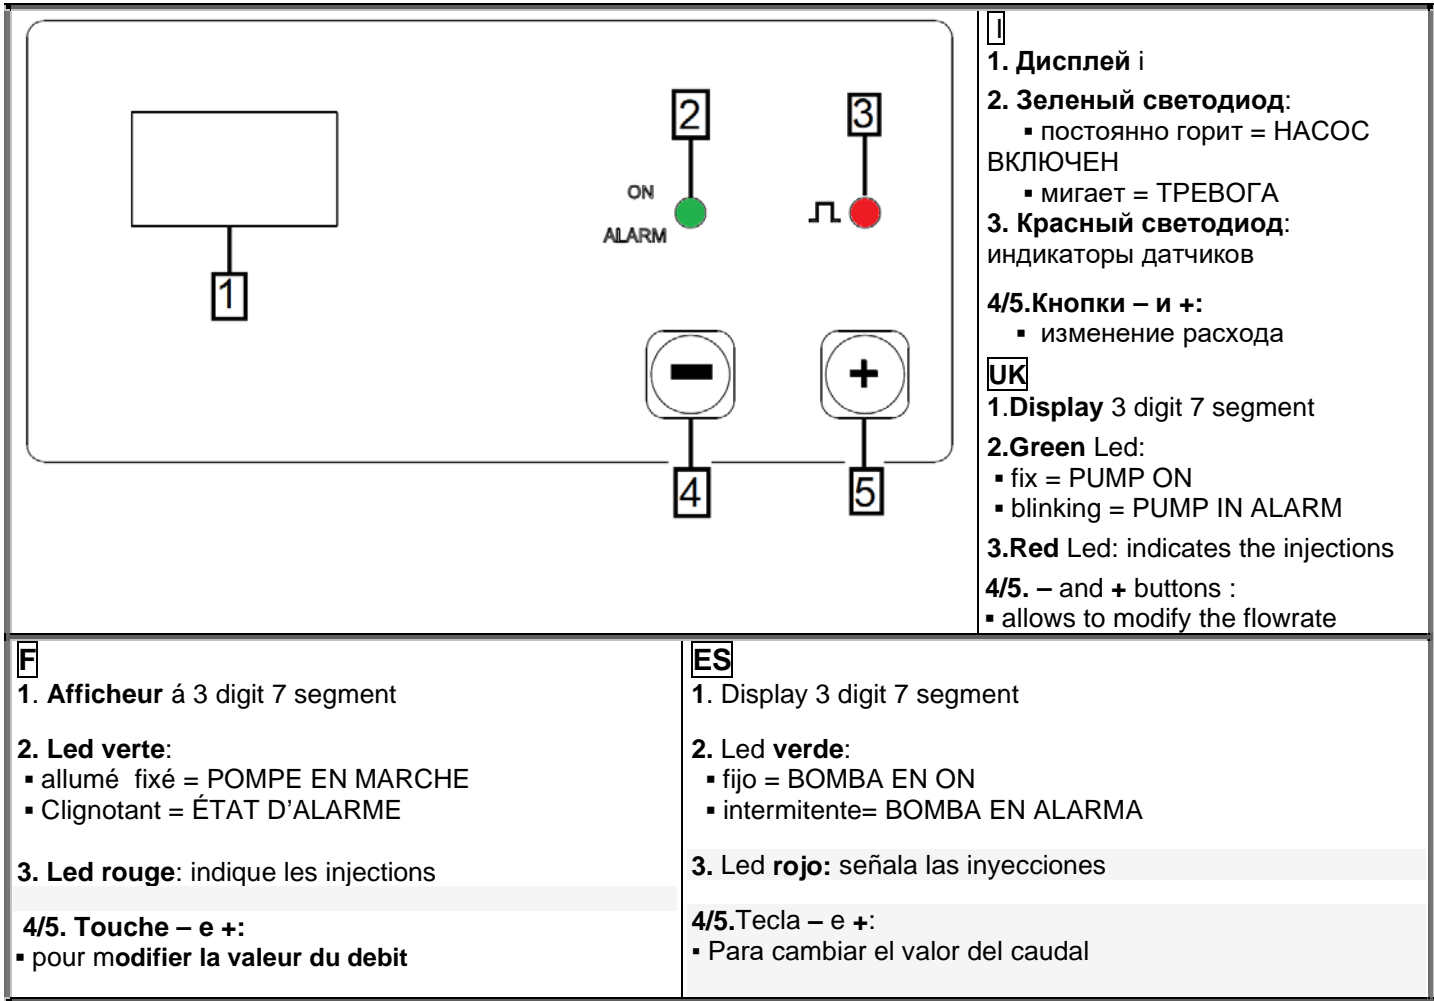 2
3
ON
ALARM
1
4
5
I
1. Дисплей i
2. Зеленый светодиод:
▪ постоянно горит = НАСОС
ВКЛЮЧЕН
▪ мигает = ТРЕВОГА
3. Красный светодиод:
индикаторы датчиков
4/5.Кнопки – и +:
▪ изменение расхода
UK
1.Display 3 digit 7 segment
2.Green Led:
▪ fix = PUMP ON
▪ blinking = PUMP IN ALARM
3.Red Led: indicates the injections
4/5. – and + buttons :
▪ allows to modify the flowrate
F
1. Afficheur á 3 digit 7 segment
2. Led verte:
▪ allumé fixé = POMPE EN MARCHE
▪ Clignotant = ÉTAT D’ALARME
3. Led rouge: indique les injections
4/5. Touche – e +:
▪ pour modifier la valeur du debit
ES
1. Display 3 digit 7 segment
2. Led verde:
▪ fijo = BOMBA EN ON
▪ intermitente= BOMBA EN ALARMA
3. Led rojo: señala las inyecciones
4/5.Tecla – e +:
▪ Para cambiar el valor del caudal